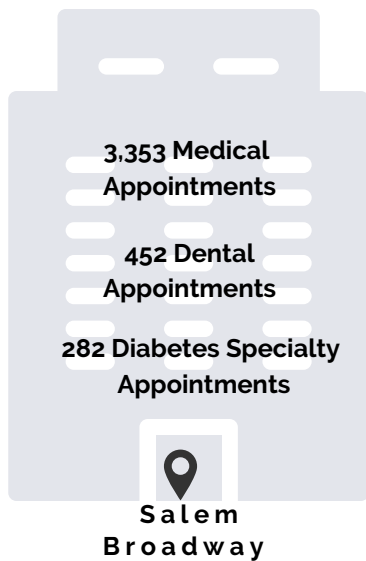 3,353 Medical
Appointments
452 Dental
Appointments
282 Diabetes Specialty
Appointments
Salem
Broadway